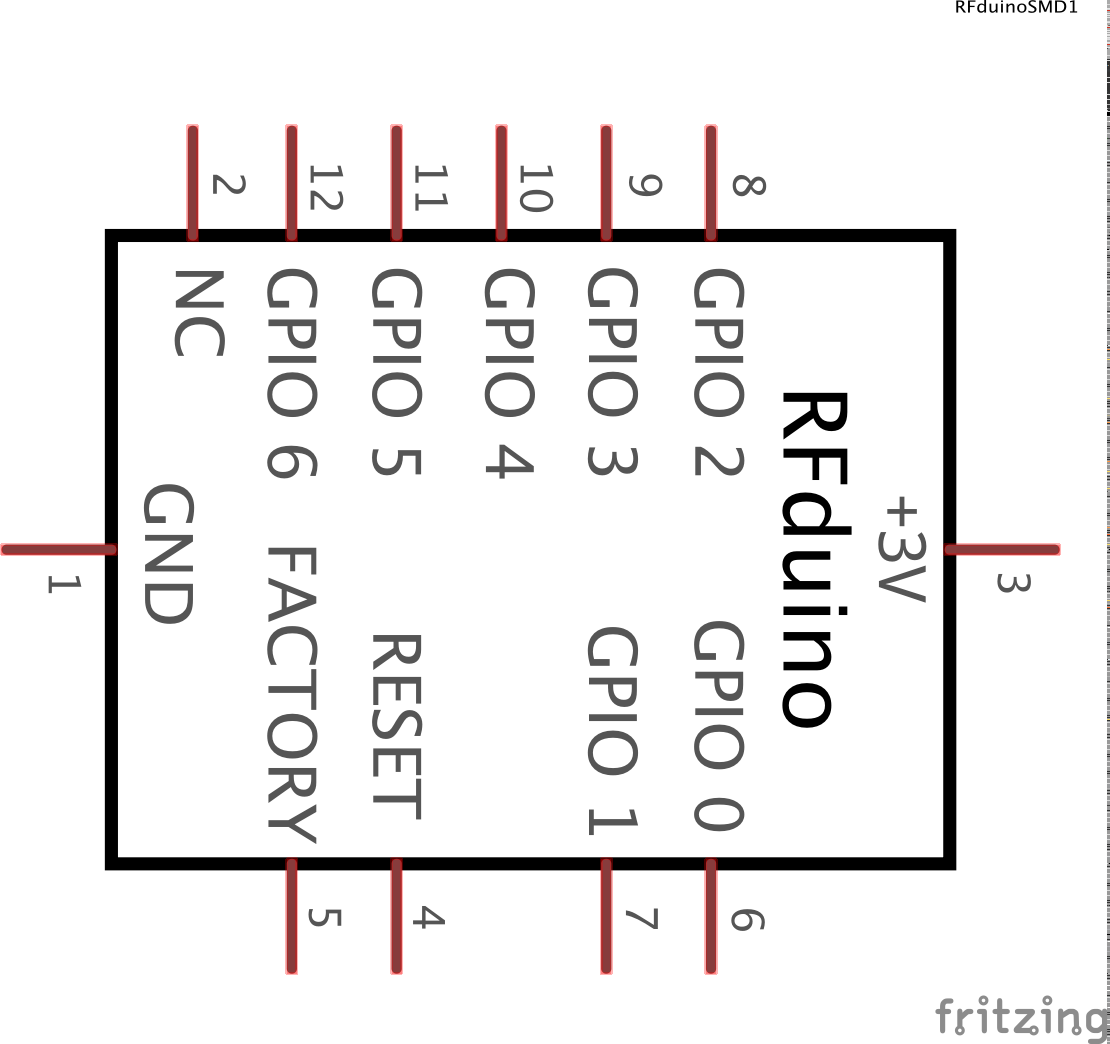 RFduinoSMD1
2
12
11
10
9
8
NC
GPIO 6
GPIO 5
GPIO 4
GPIO 3
GPIO 2
RFduino
+3V
3
GND
1
FACTORY
RESET
GPIO 1
GPIO 0
5
4
7
6
fritzing